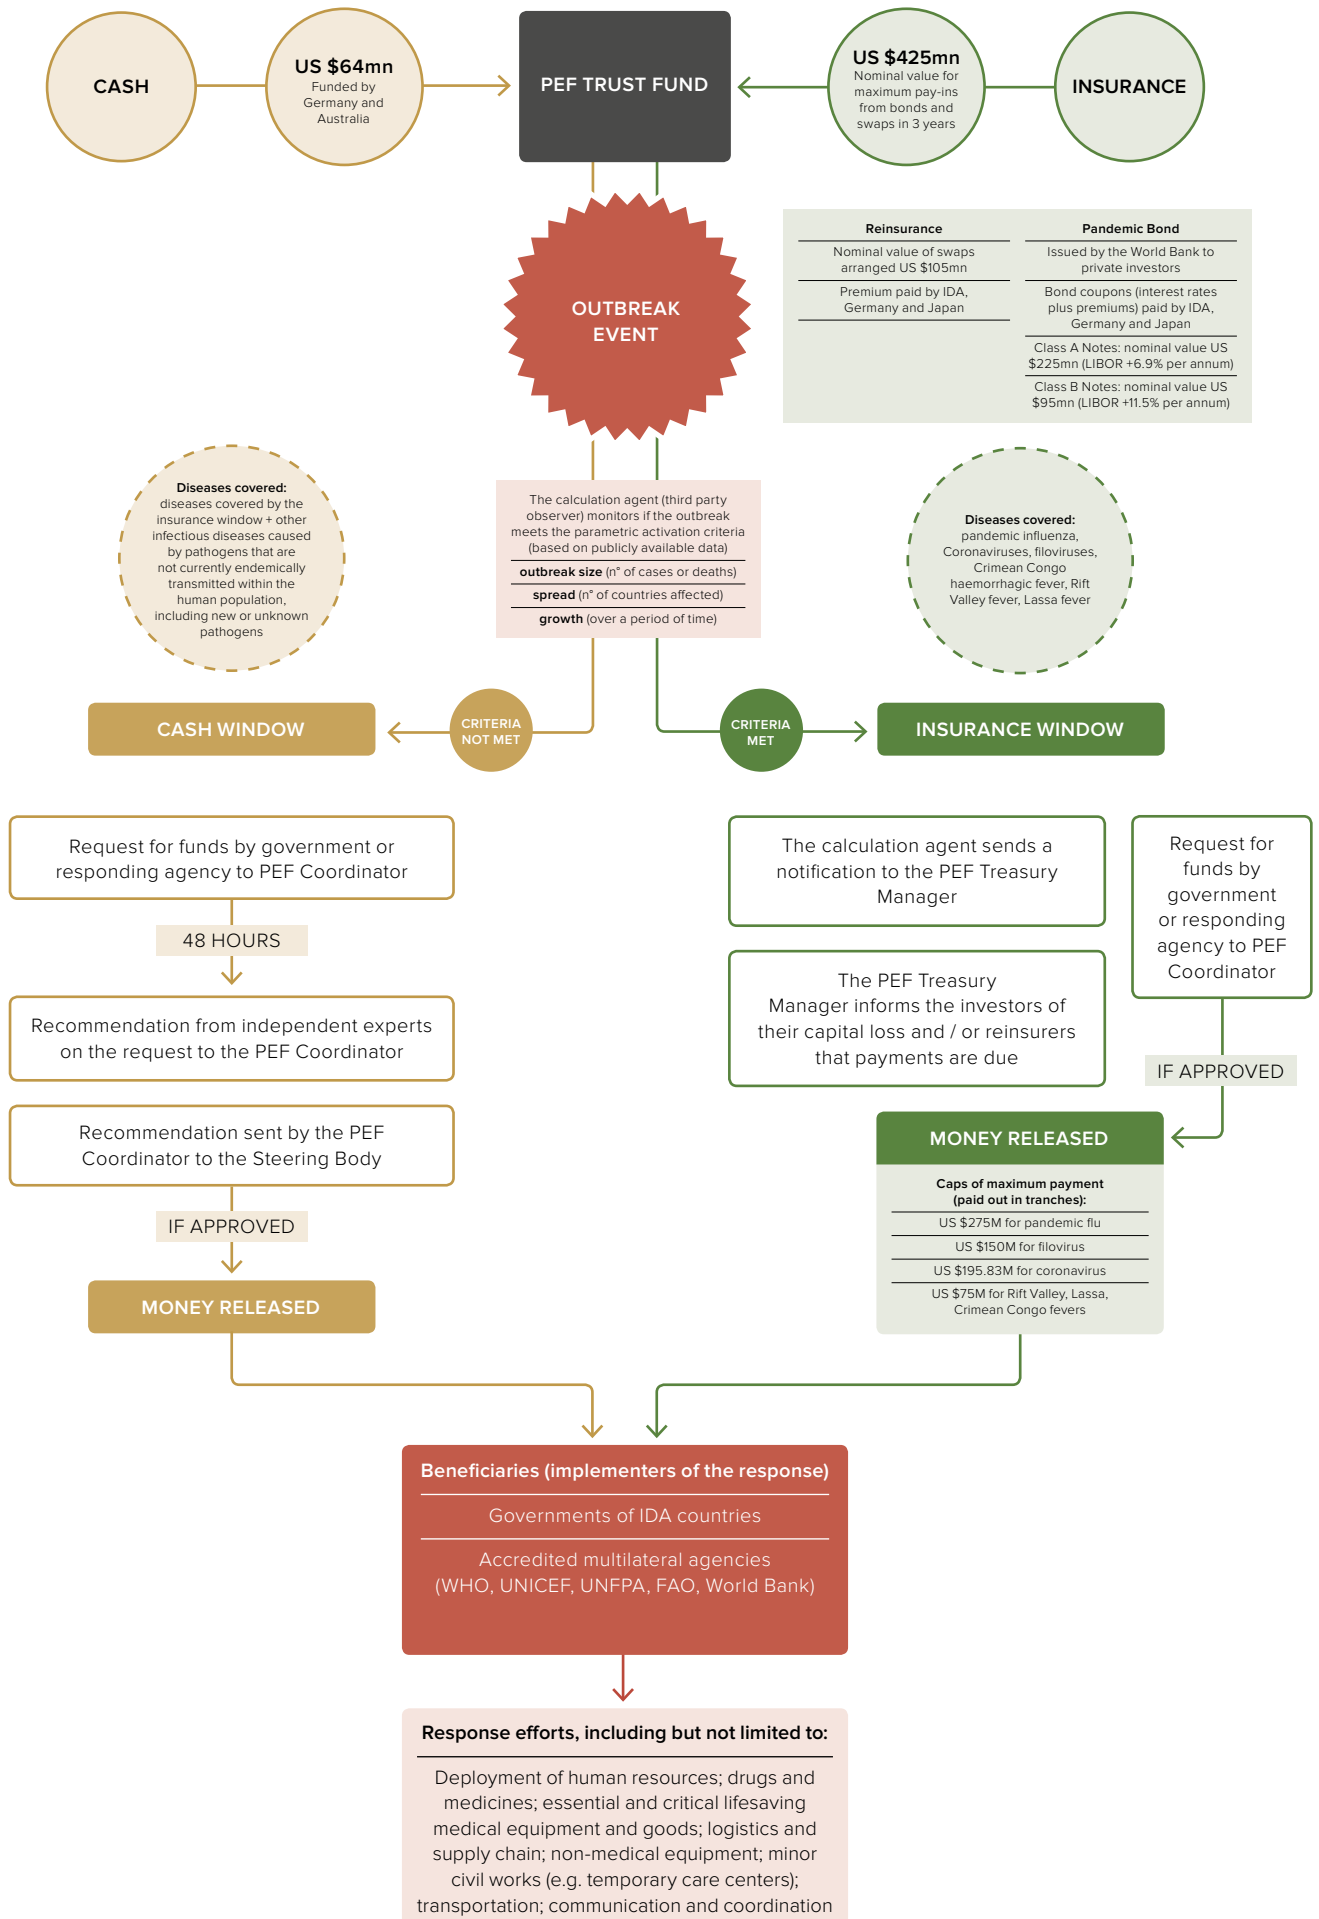 CASH
US $64mn
Funded by
Germany and
Australia
PEF TRUST FUND
US $425mn
Nominal value for
maximum pay-ins
from bonds and
swaps in 3 years
INSURANCE
OUTBREAK
EVENT
Reinsurance
Nominal value of swaps
arranged US $105mn
Premium paid by IDA,
Germany and Japan
Pandemic Bond
Issued by the World Bank to
private investors
Bond coupons (interest rates
plus premiums) paid by IDA,
Germany and Japan
Class A Notes: nominal value US
$225mn (LIBOR +6.9% per annum)
Class B Notes: nominal value US
$95mn (LIBOR +11.5% per annum)
Diseases covered:
diseases covered by the
insurance window + other
infectious diseases caused
by pathogens that are
not currently endemically
transmitted within the
human population,
including new or unknown
pathogens
The calculation agent (third party
observer) monitors if the outbreak
meets the parametric activation criteria
(based on publicly available data)
outbreak size (n° of cases or deaths)
spread (n° of countries affected)
growth (over a period of time)
Diseases covered:
pandemic influenza,
Coronaviruses, filoviruses,
Crimean Congo
haemorrhagic fever, Rift
Valley fever, Lassa fever
CASH WINDOW
CRITERIA
NOT MET
CRITERIA
MET
INSURANCE WINDOW
Request for funds by government or
responding agency to PEF Coordinator
48 HOURS
Recommendation from independent experts
on the request to the PEF Coordinator
Recommendation sent by the PEF
Coordinator to the Steering Body
IF APPROVED
MONEY RELEASED
The calculation agent sends a
notification to the PEF Treasury
Manager
The PEF Treasury
Manager informs the investors of
their capital loss and / or reinsurers
that payments are due
Request for
funds by
government
or responding
agency to PEF
Coordinator
IF APPROVED
MONEY RELEASED
Caps of maximum payment
(paid out in tranches):
US $275M for pandemic flu
US $150M for filovirus
US $195.83M for coronavirus
US $75M for Rift Valley, Lassa,
Crimean Congo fevers
Beneficiaries (implementers of the response)
Governments of IDA countries
Accredited multilateral agencies
(WHO, UNICEF, UNFPA, FAO, World Bank)
Response efforts, including but not limited to:
Deployment of human resources; drugs and
medicines; essential and critical lifesaving
medical equipment and goods; logistics and
supply chain; non-medical equipment; minor
civil works (e.g. temporary care centers);
transportation; communication and coordination